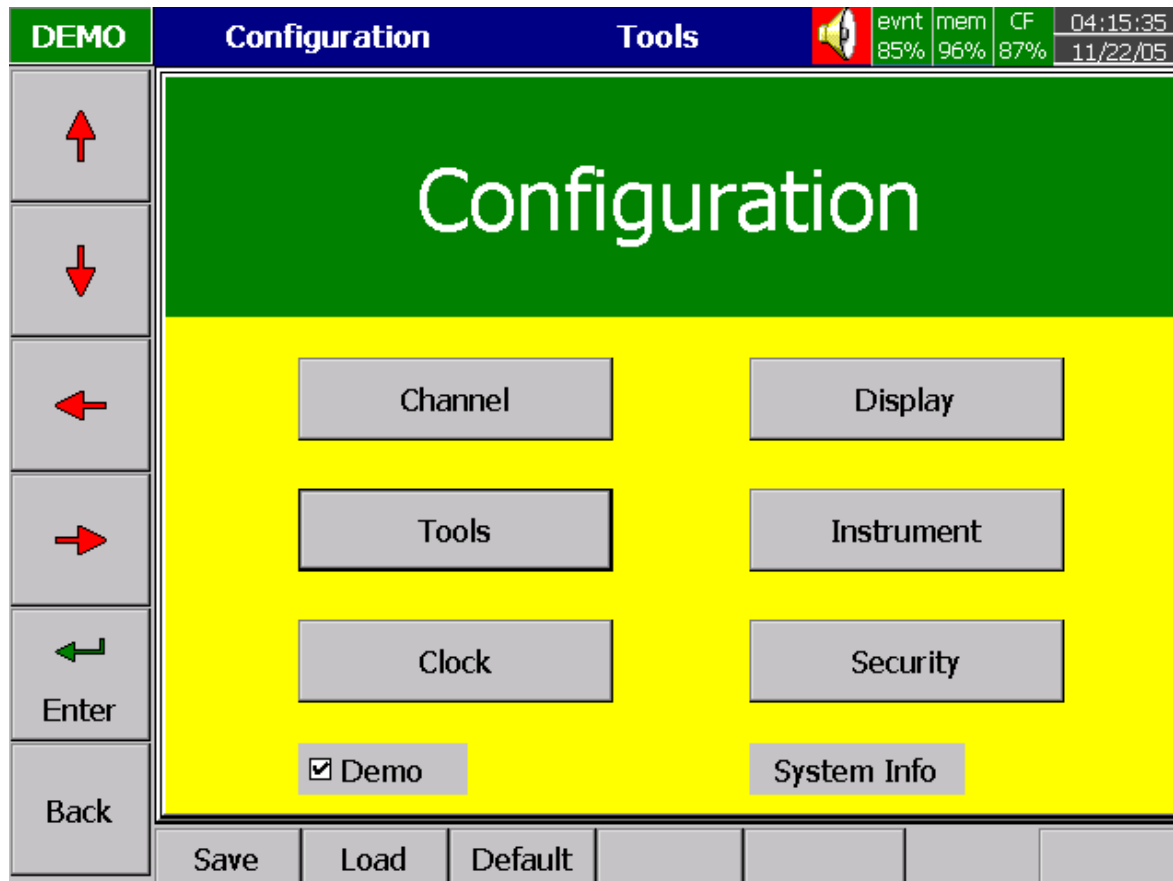 DEMO Configuration Tools evnt mem CF 04:15:35
85% 96% 87% 11/22/05
Configuration
Channel Display
Tools Instrument
Clock Security
Enter
Demo System Info
Back
Save Load Default